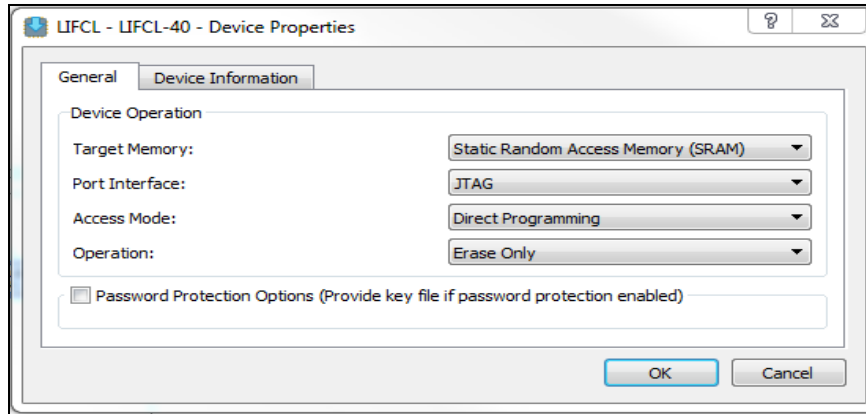 LIFCL - LIFCL-40 - Device Properties
General Device Information
Device Operation
Target Memory: Static Random Access Memory (SRAM)
Port Interface: JTAG
Access Mode: Direct Programming
Operation: Erase Only
Password Protection Options (Provide key file if password protection enabled)
OK Cancel